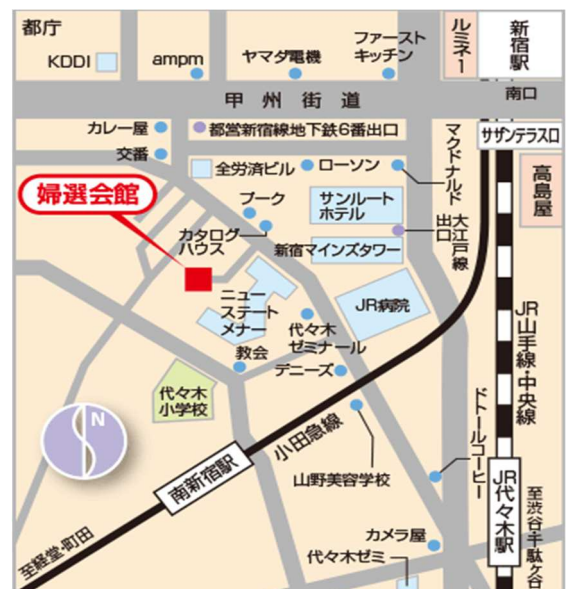 都庁
KDDI
ampm
ヤマダ電機
ファースト
キッチン
ルミネ1
新宿駅
南口
甲州街道
カレー屋
都営新宿線地下鉄6番出口
交番
マクドナルド
サザンテラス口
全労済ビル
ローソン
高島屋
婦選会館
プーク
サンルート
ホテル
カタログ
ハウス
新宿マインズタワー
大江戸線
出口
ニュー
ステート
メナー
JR病院
代々木
ゼミナール
JR山手線・中央線
教会
デニーズ
代々木
小学校
ドトールコーヒー
N
小田急線
南新宿駅
山野美容学校
JR代々木駅
至渋谷千駄ヶ谷
カメラ屋
代々木ゼミ
至経堂・町田